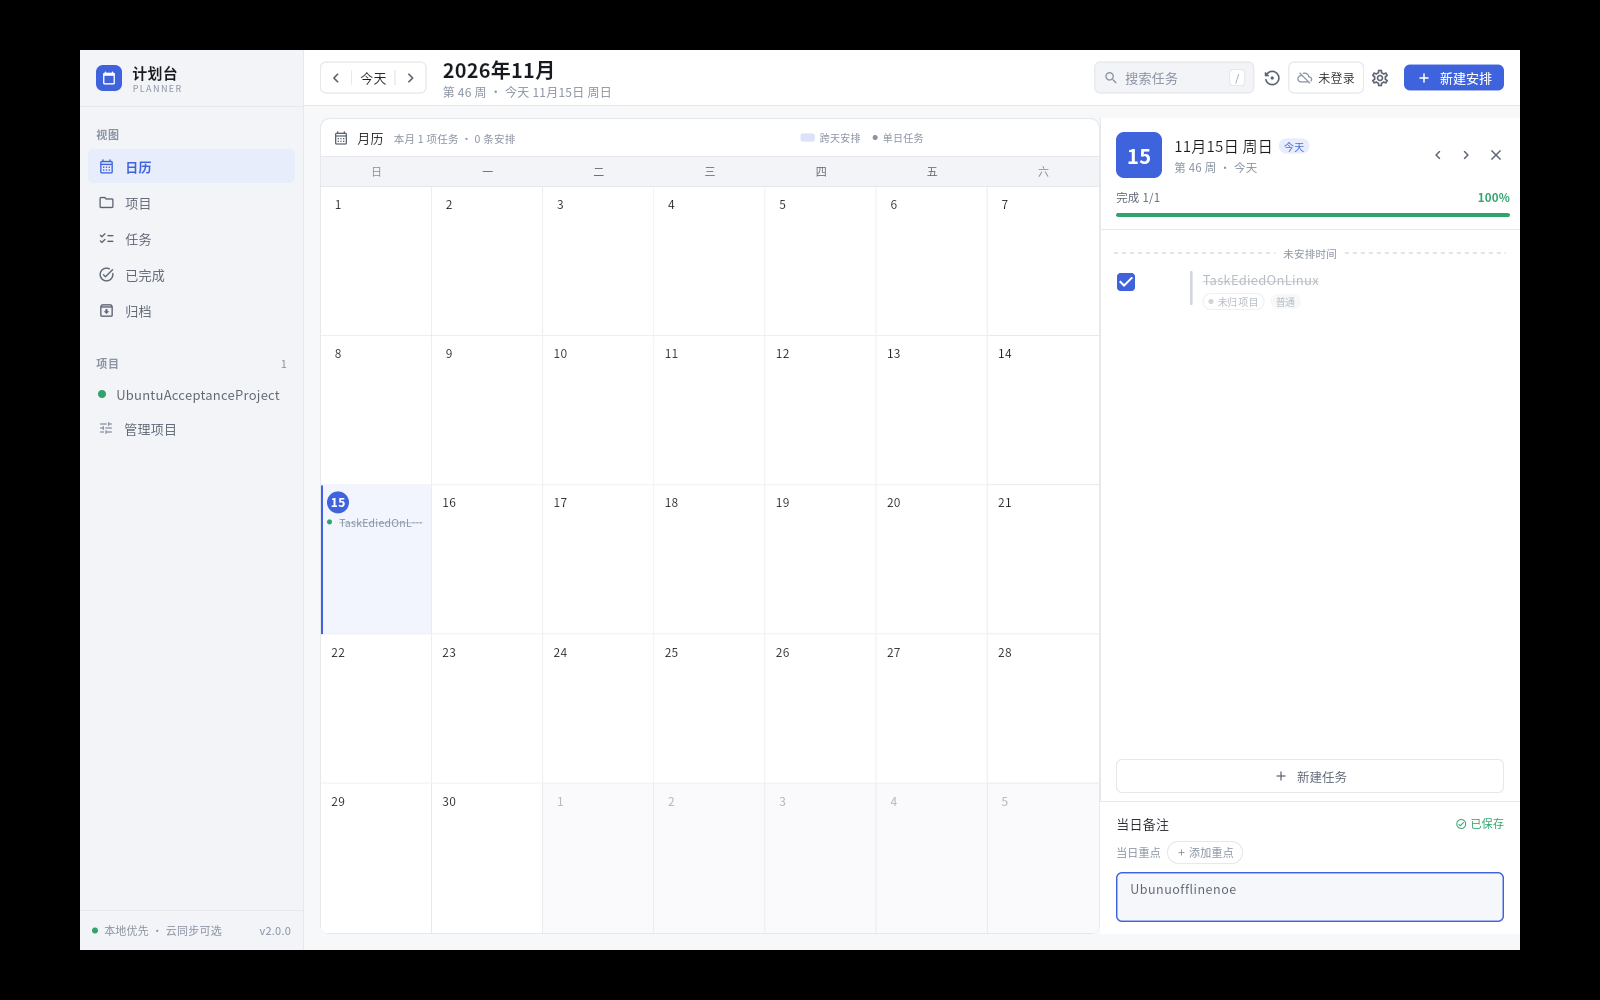 计划台
PLANNER
视图
日历
项目
任务
已完成
归档
项目 1
UbuntuAcceptanceProject
管理项目
本地优先 · 云同步可选 v2.0.0
今天
2026年11月
第 46 周 · 今天 11月15日 周日
搜索任务 /
未登录
新建安排
月历 本月 1 项任务 · 0 条安排
跨天安排 单日任务
日 一 二 三 四 五 六
1 2 3 4 5 6 7
8 9 10 11 12 13 14
15 16 17 18 19 20 21
TaskEdiedOnL···
22 23 24 25 26 27 28
29 30 1 2 3 4 5
15
11月15日 周日 今天
第 46 周 · 今天
完成 1/1 100%
未安排时间
TaskEdiedOnLinux
未归项目 普通
新建任务
当日备注 已保存
当日重点 + 添加重点
Ubunuofflinenoe